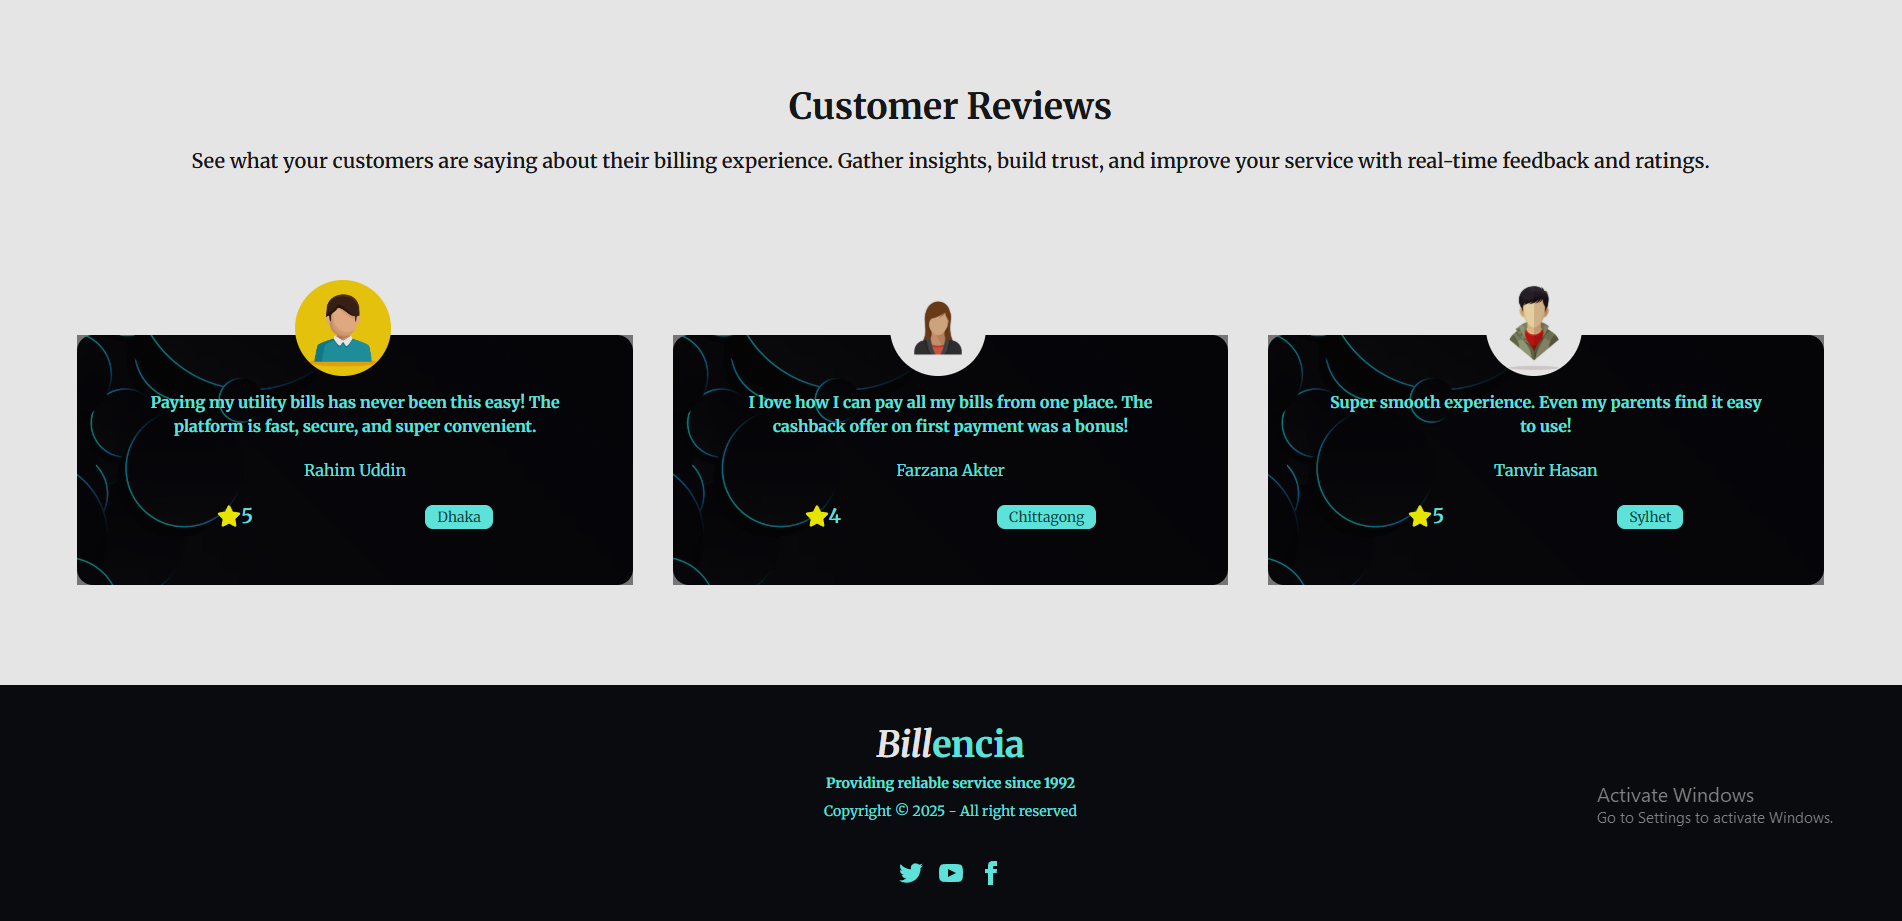 Customer Reviews
See what your customers are saying about their billing experience. Gather insights, build trust, and improve your service with real-time feedback and ratings.
Paying my utility bills has never been this easy! The
platform is fast, secure, and super convenient.
Rahim Uddin
5
Dhaka
I love how I can pay all my bills from one place. The
cashback offer on first payment was a bonus!
Farzana Akter
4
Chittagong
Super smooth experience. Even my parents find it easy
to use!
Tanvir Hasan
5
Sylhet
Billencia
Providing reliable service since 1992
Copyright © 2025 - All right reserved
Activate Windows
Go to Settings to activate Windows.